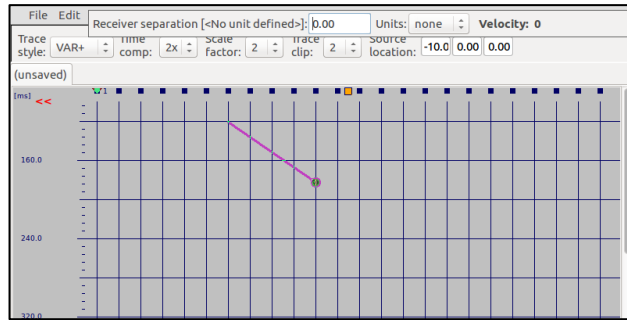 File Edit
Receiver separation [<No unit defined>]: 0.00 Units: none Velocity: 0
Trace style: VAR+ Time comp: 2x Scale factor: 2 Trace clip: 2 Source location: -10.0 0.00 0.00
(unsaved)
[ms] << 1
160.0
240.0
320.0